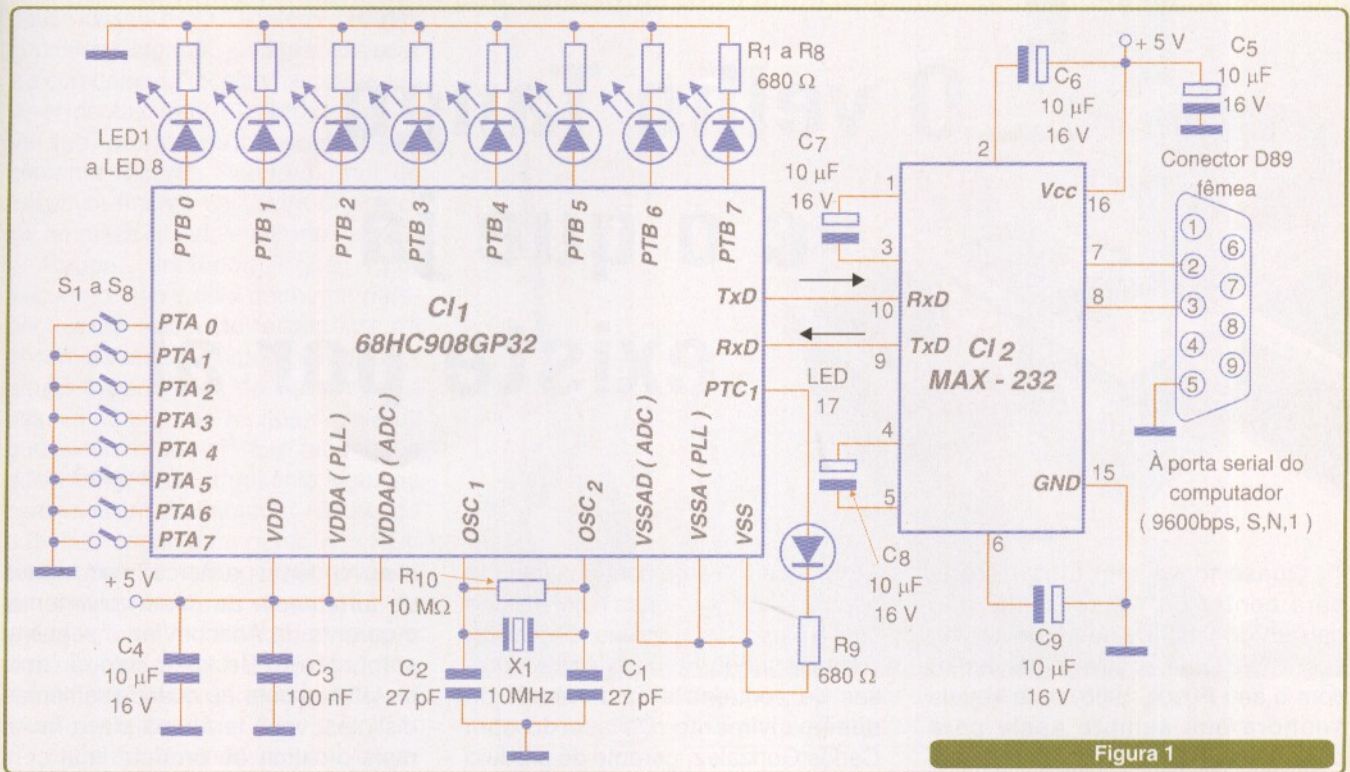 R1 a R8
680 Ω
LED1
a LED 8
PTB 0
PTB 1
PTB 2
PTB 3
PTB 4
PTB 5
PTB 6
PTB 7
S1 a S8
PTA 0
PTA 1
PTA 2
PTA 3
PTA 4
PTA 5
PTA 6
PTA 7
CI1
68HC908GP32
TxD
RxD
PTC1
VDD
VDDA ( PLL )
VDDAD ( ADC )
OSC 1
OSC 2
VSSAD ( ADC )
VSSA ( PLL )
VSS
+ 5 V
C4
10 µF
16 V
C3
100 nF
C2
27 pF
R10
10 MΩ
X1
10MHz
C1
27 pF
LED
17
R9
680 Ω
C7
10 µF
16 V
1
3
10
9
4
5
C8
10 µF
16 V
2
C6
10 µF
16 V
+ 5 V
C5
10 µF
16 V
Vcc
16
7
8
RxD
TxD
CI 2
MAX - 232
GND
15
6
C9
10 µF
16 V
Conector D89
fêmea
1
2
3
4
5
6
7
8
9
À porta serial do
computador
( 9600bps, S,N,1 )
Figura 1